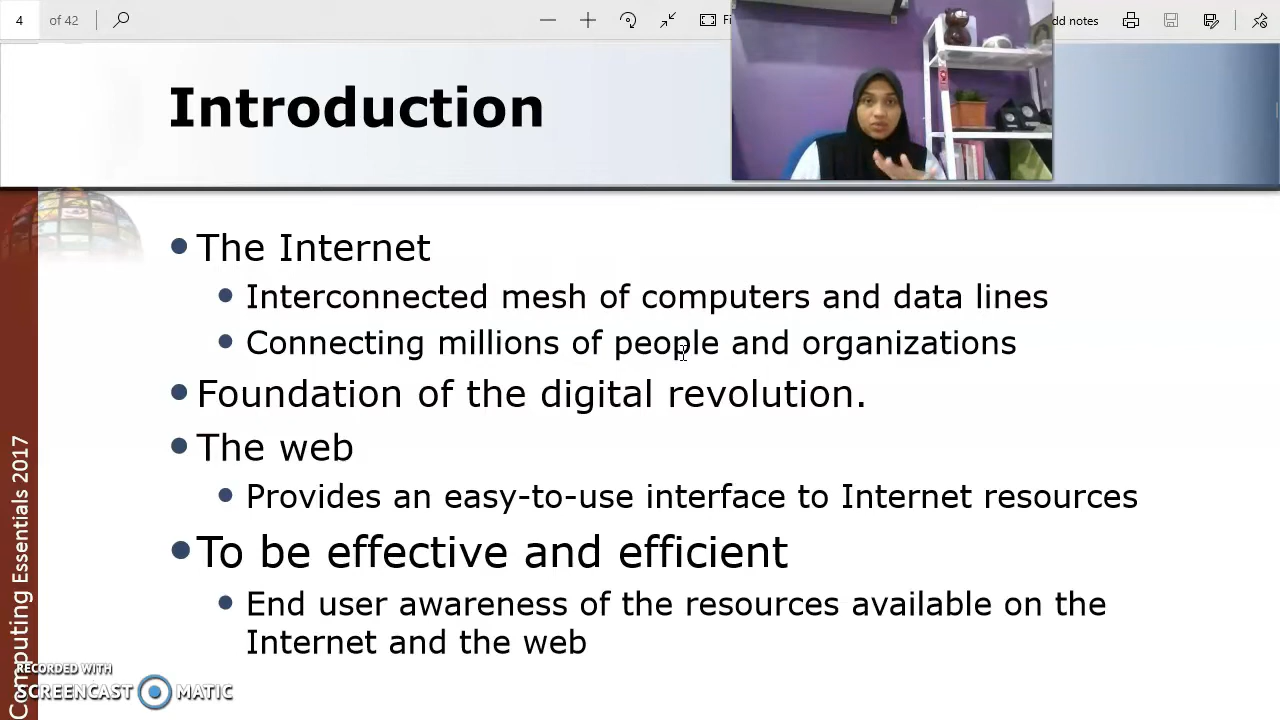 4 of 42
dd notes
Introduction
The Internet
Interconnected mesh of computers and data lines
Connecting millions of people and organizations
Foundation of the digital revolution.
The web
Provides an easy-to-use interface to Internet resources
To be effective and efficient
End user awareness of the resources available on the
Internet and the web
Computing Essentials 2017
RECORDED WITH
SCREENCAST MATIC